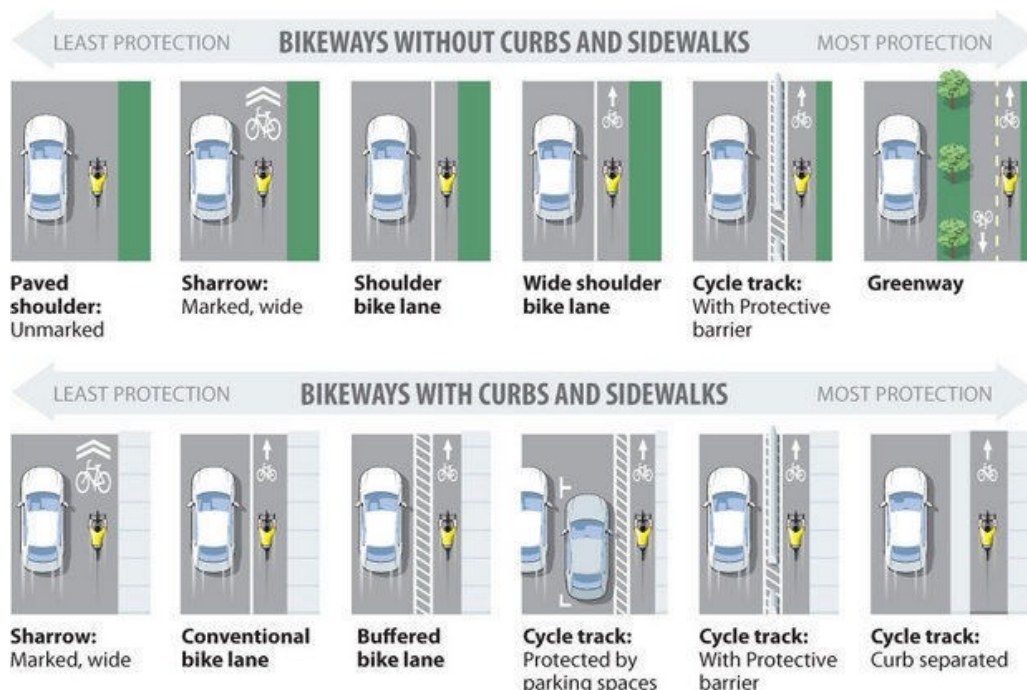 LEAST PROTECTION BIKEWAYS WITHOUT CURBS AND SIDEWALKS MOST PROTECTION
Paved shoulder:
Unmarked
Sharrow:
Marked, wide
Shoulder
bike lane
Wide shoulder
bike lane
Cycle track:
With Protective
barrier
Greenway
LEAST PROTECTION BIKEWAYS WITH CURBS AND SIDEWALKS MOST PROTECTION
Sharrow:
Marked, wide
Conventional
bike lane
Buffered
bike lane
Cycle track:
Protected by
parking spaces
Cycle track:
With Protective
barrier
Cycle track:
Curb separated